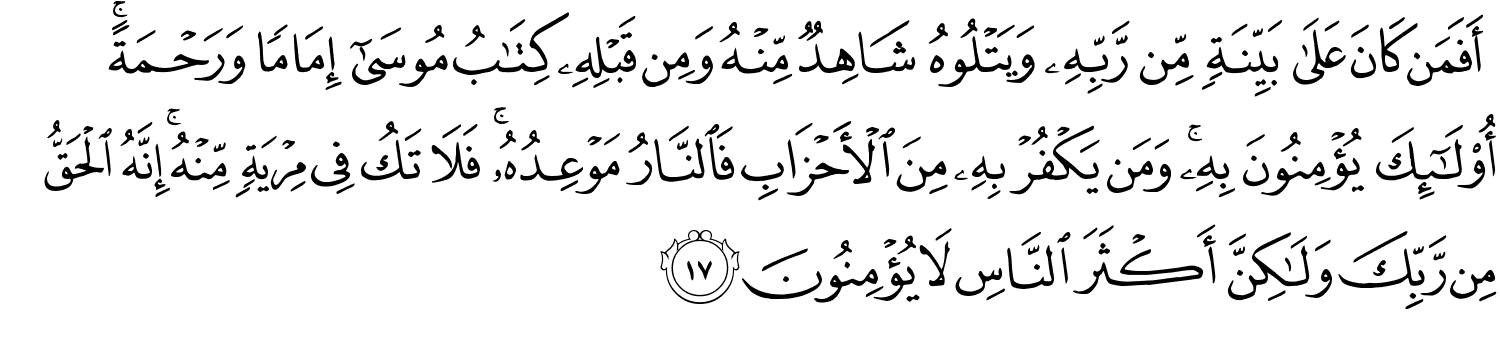 أَفَمَن كَانَ عَلَىٰ بَيِّنَةٍ مِّن رَّبِّهِۦ وَيَتْلُوهُ شَاهِدٌ مِّنْهُ وَمِن قَبْلِهِۦ كِتَٰبُ مُوسَىٰٓ إِمَامًا وَرَحْمَةً ۚ
أُو۟لَٰٓئِكَ يُؤْمِنُونَ بِهِۦ ۚ وَمَن يَكْفُرْ بِهِۦ مِنَ ٱلْأَحْزَابِ فَٱلنَّارُ مَوْعِدُهُۥ ۚ فَلَا تَكُ فِى مِرْيَةٍ مِّنْهُ ۚ إِنَّهُ ٱلْحَقُّ
مِن رَّبِّكَ وَلَٰكِنَّ أَكْثَرَ ٱلنَّاسِ لَا يُؤْمِنُونَ ١٧